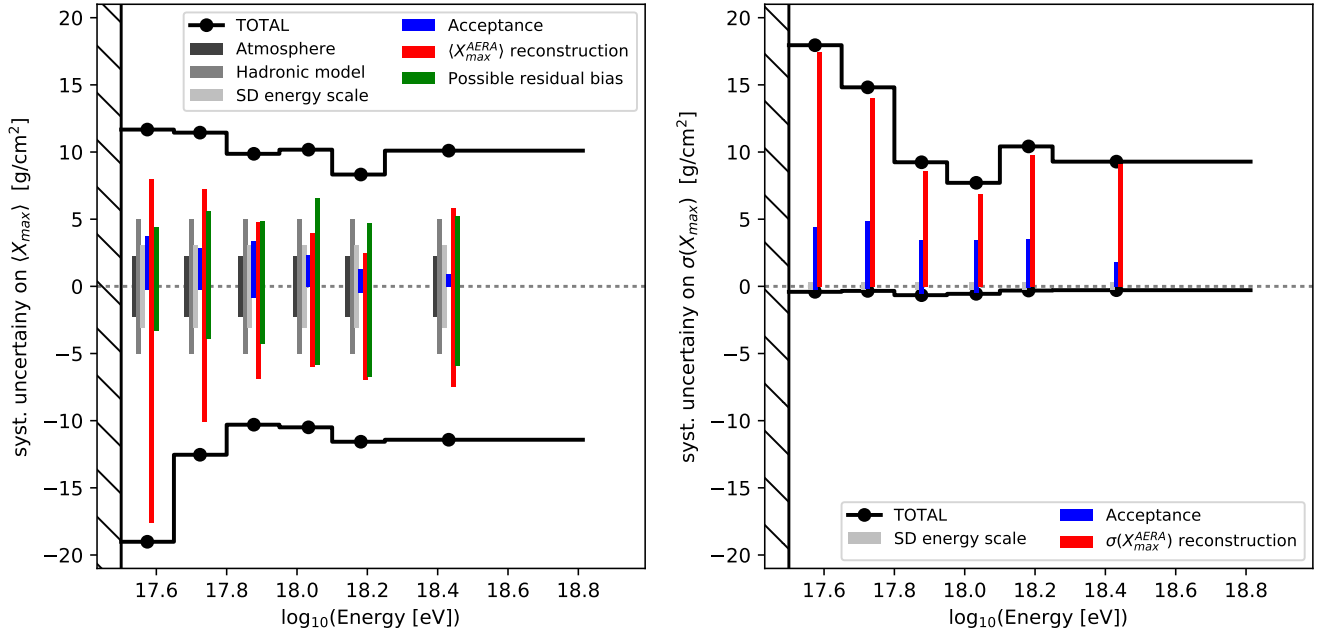 syst. uncertainy on ⟨X_max⟩ [g/cm²]
20
15
10
5
0
−5
−10
−15
−20
TOTAL
Atmosphere
Hadronic model
SD energy scale
Acceptance
⟨X_max^AERA⟩ reconstruction
Possible residual bias
17.6 17.8 18.0 18.2 18.4 18.6 18.8
log₁₀(Energy [eV])
syst. uncertainy on σ(X_max) [g/cm²]
20
15
10
5
0
−5
−10
−15
−20
TOTAL
SD energy scale
Acceptance
σ(X_max^AERA) reconstruction
17.6 17.8 18.0 18.2 18.4 18.6 18.8
log₁₀(Energy [eV])